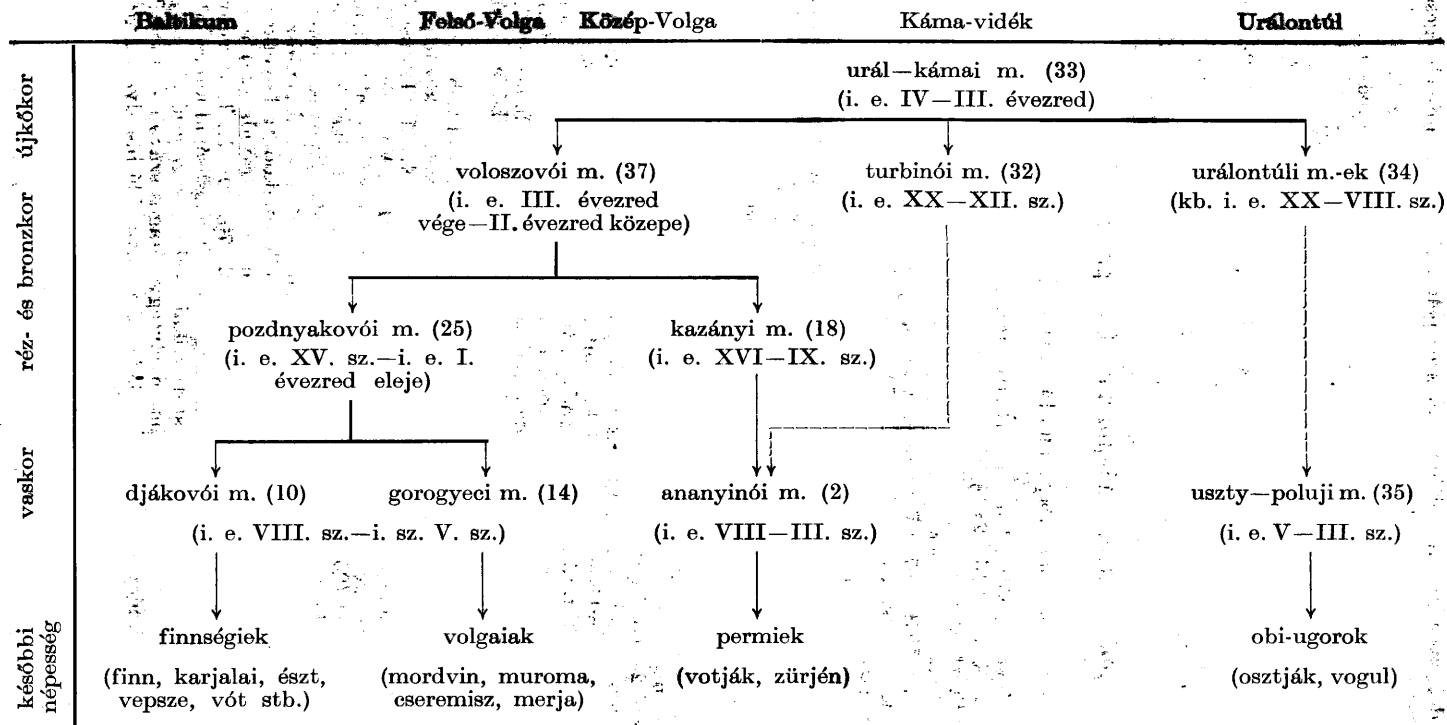 Baltikum Felső-Volga Közép-Volga Káma-vidék Urálontúl
újkőkor
urál—kámai m. (33)
(i. e. IV—III. évezred)
réz- és bronzkor
voloszovói m. (37) turbinói m. (32) urálontúli m.-ek (34)
(i. e. III. évezred (i. e. XX—XII. sz.) (kb. i. e. XX—VIII. sz.)
vége—II. évezred közepe)
pozdnyakovói m. (25) kazányi m. (18)
(i. e. XV. sz.—i. e. I. (i. e. XVI—IX. sz.)
évezred eleje)
vaskor
djákovói m. (10) gorogyeci m. (14) ananyinói m. (2) uszty—poluji m. (35)
(i. e. VIII. sz.—i. sz. V. sz.) (i. e. VIII—III. sz.) (i. e. V—III. sz.)
későbbi
népesség
finnségiek volgaiak permiek obi-ugorok
(finn, karjalai, észt, (mordvin, muroma, (votják, zürjén) (osztják, vogul)
vepsze, vót stb.) cseremisz, merja)